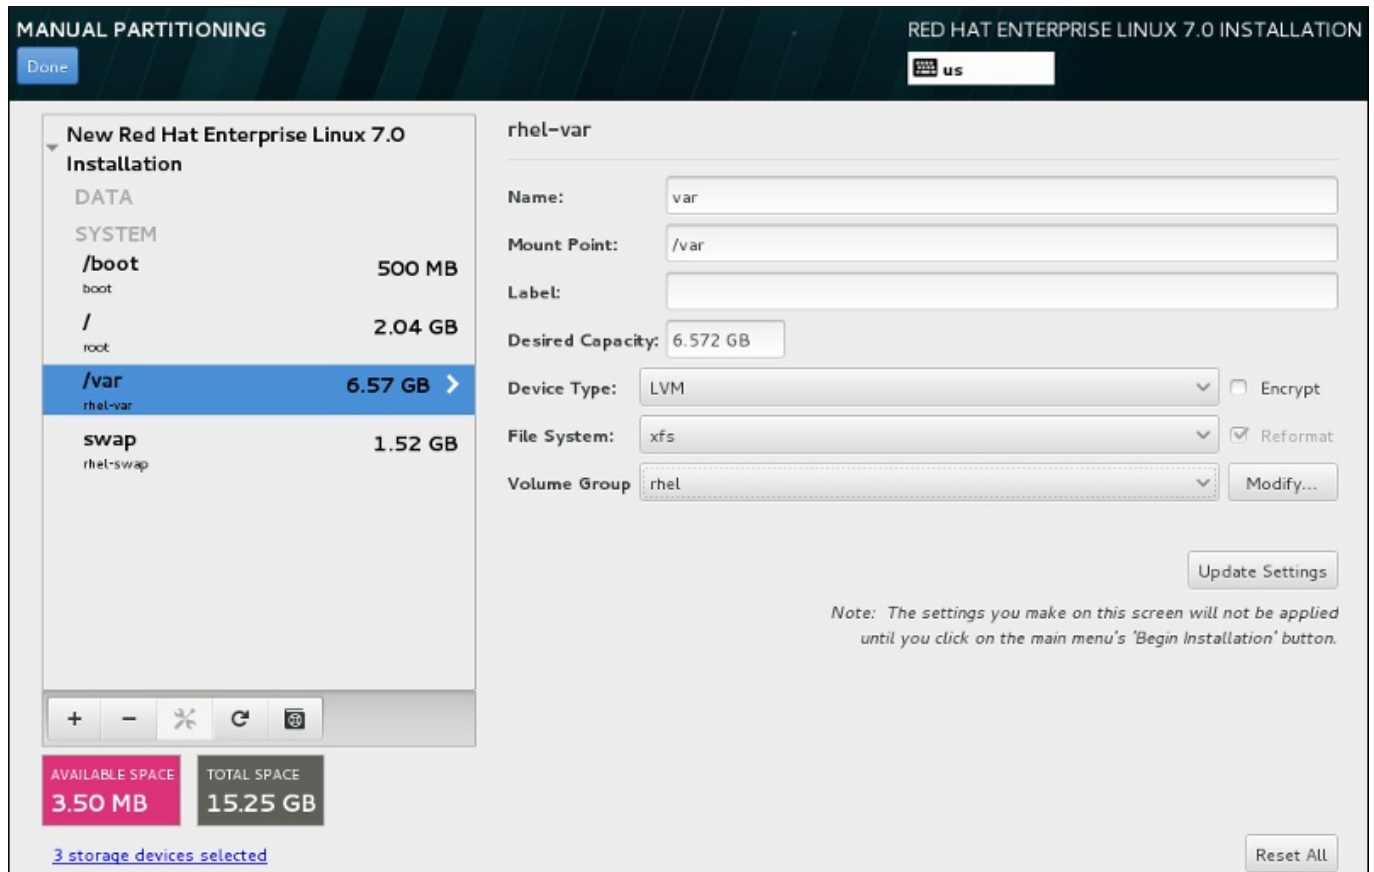 MANUAL PARTITIONING
RED HAT ENTERPRISE LINUX 7.0 INSTALLATION
Done
us
New Red Hat Enterprise Linux 7.0
Installation
DATA
SYSTEM
/boot
500 MB
boot
/
2.04 GB
root
/var
6.57 GB
rhel-var
swap
1.52 GB
rhel-swap
+
-
AVAILABLE SPACE
3.50 MB
TOTAL SPACE
15.25 GB
3 storage devices selected
rhel-var
Name:
var
Mount Point:
/var
Label:
Desired Capacity:
6.572 GB
Device Type:
LVM
Encrypt
File System:
xfs
Reformat
Volume Group
rhel
Modify...
Update Settings
Note: The settings you make on this screen will not be applied
until you click on the main menu's 'Begin Installation' button.
Reset All